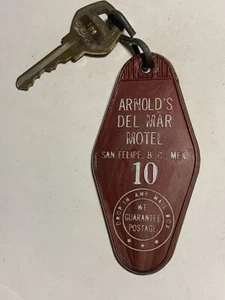 ARNOLD'S
DEL MAR
MOTEL
SAN FELIPE, B. C., MEX.
10
DROP IN ANY MAIL BOX
WE
GUARANTEE
POSTAGE